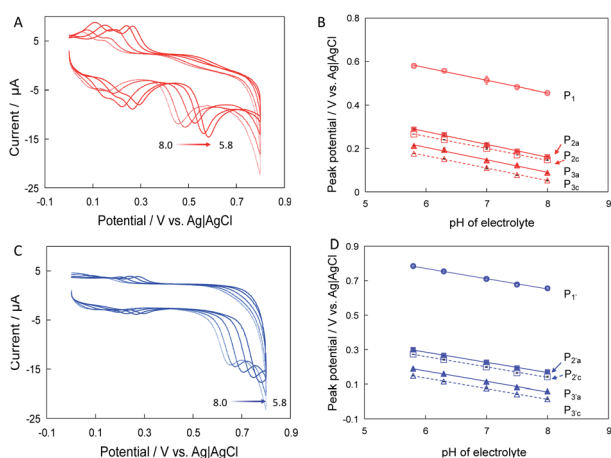 A
Current / µA
15
5
-5
-15
-25
8.0 5.8
-0.1 0.1 0.3 0.5 0.7 0.9
Potential / V vs. Ag|AgCl
B
Peak potential / V vs. Ag|AgCl
0.8
0.6
0.4
0.2
0
P1
P2a
P2c
P3a
P3c
5 6 7 8 9
pH of electrolyte
C
Current / µA
15
5
-5
-15
-25
8.0 5.8
-0.1 0.1 0.3 0.5 0.7 0.9
Potential / V vs. Ag|AgCl
D
Peak potential / V vs. Ag|AgCl
0.9
0.7
0.5
0.3
0.1
-0.1
P1'
P2'a
P2'c
P3'a
P3'c
5 6 7 8 9
pH of electrolyte